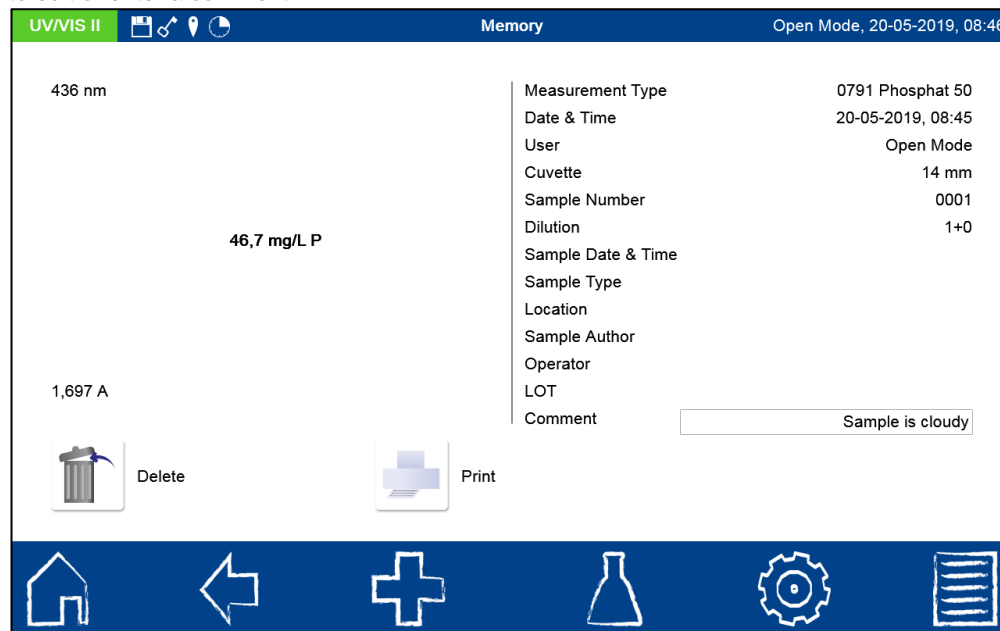 UV/VIS II Memory Open Mode, 20-05-2019, 08:46
436 nm
46,7 mg/L P
1,697 A
Measurement Type 0791 Phosphat 50
Date & Time 20-05-2019, 08:45
User Open Mode
Cuvette 14 mm
Sample Number 0001
Dilution 1+0
Sample Date & Time
Sample Type
Location
Sample Author
Operator
LOT
Comment Sample is cloudy
Delete Print